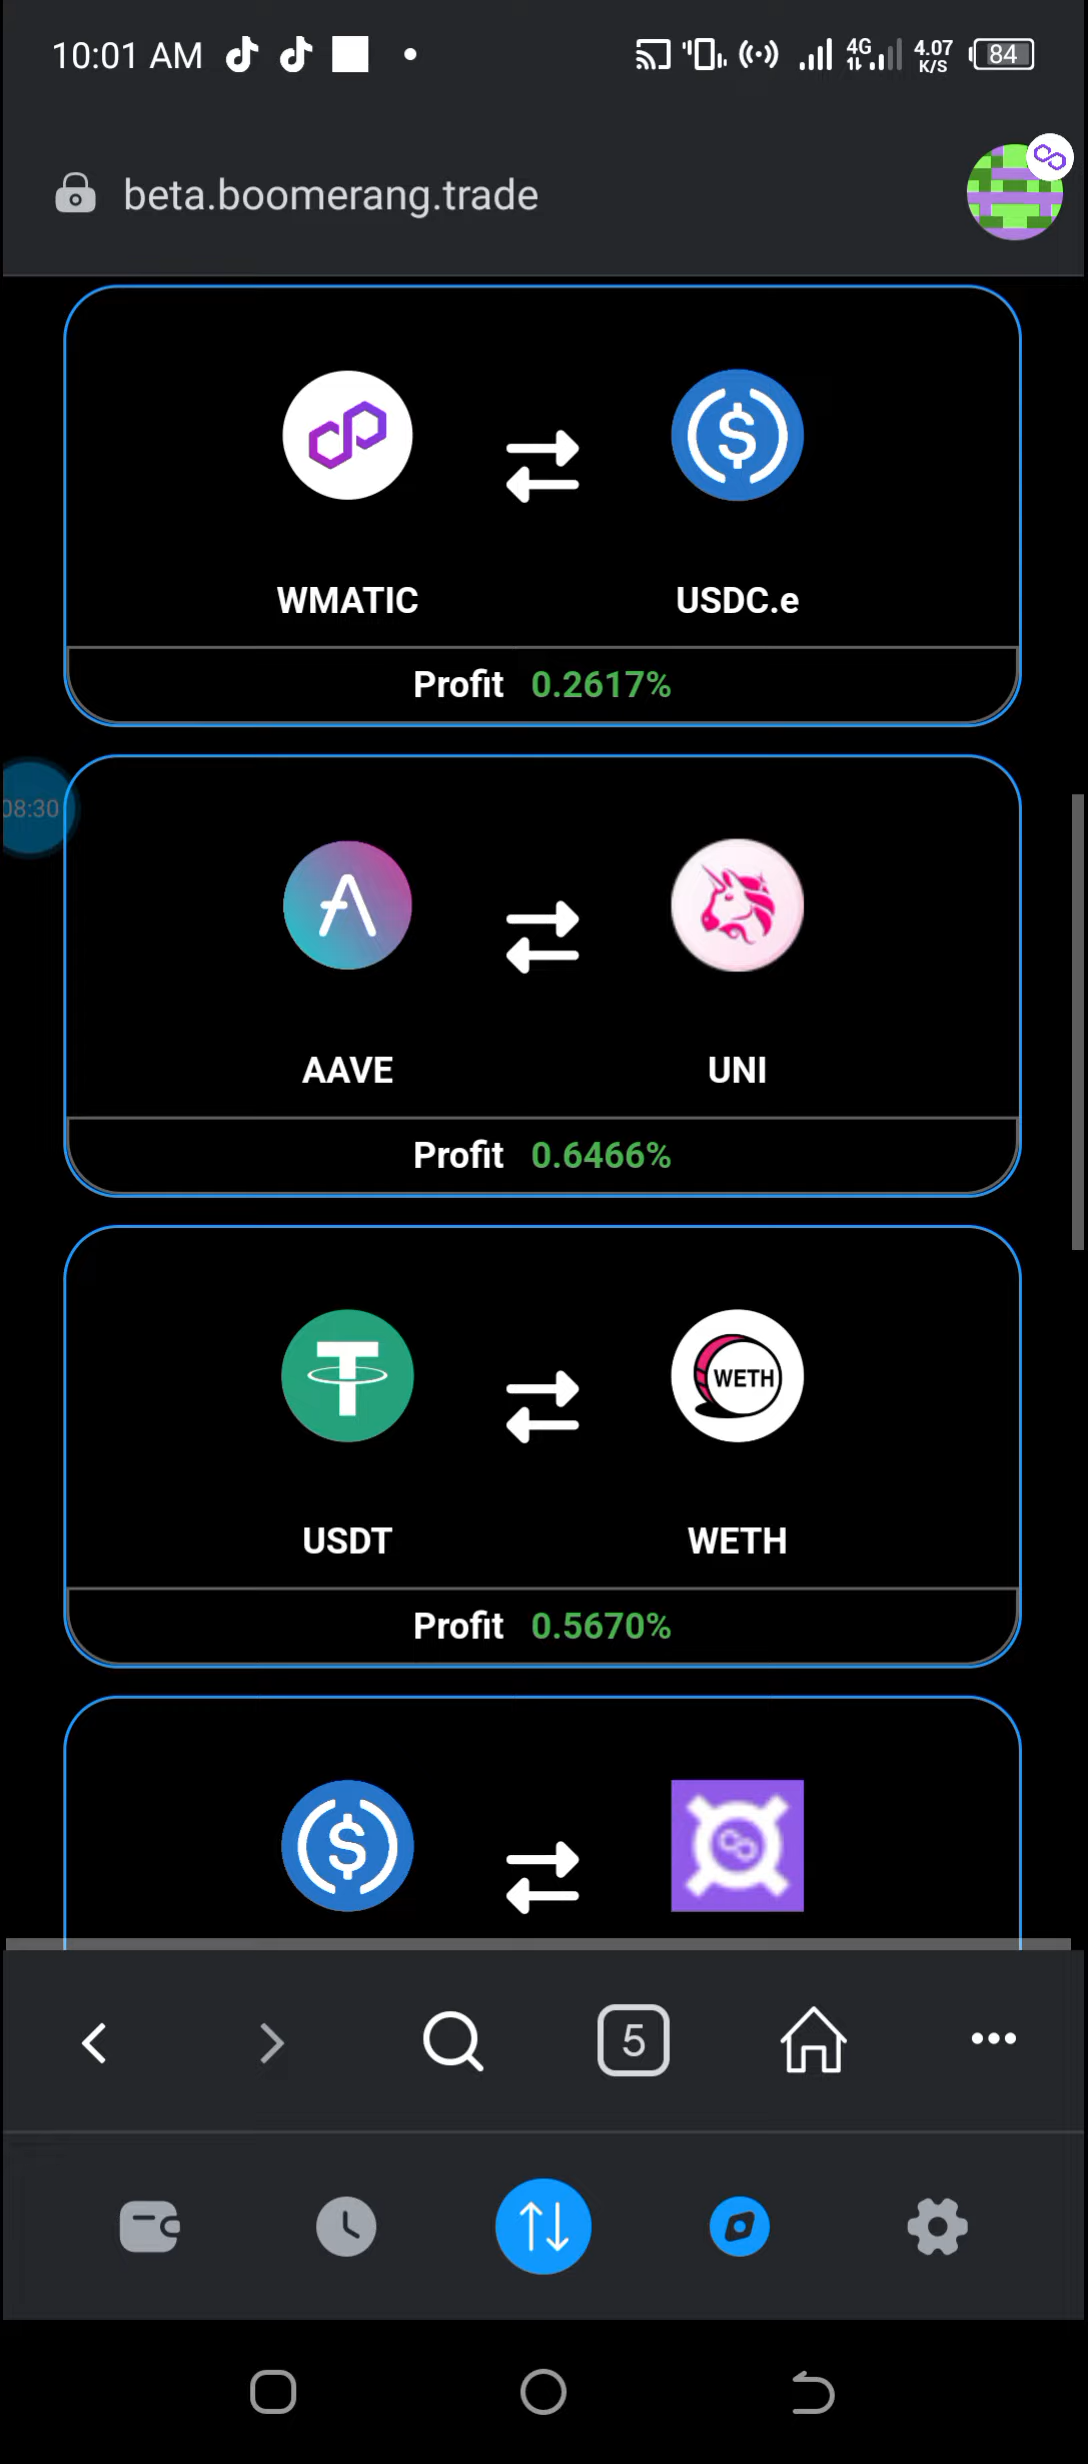 10:01 AM
4G
4.07
K/S
84
beta.boomerang.trade
WMATIC
USDC.e
Profit 0.2617%
08:30
AAVE
UNI
Profit 0.6466%
WETH
USDT
WETH
Profit 0.5670%
5